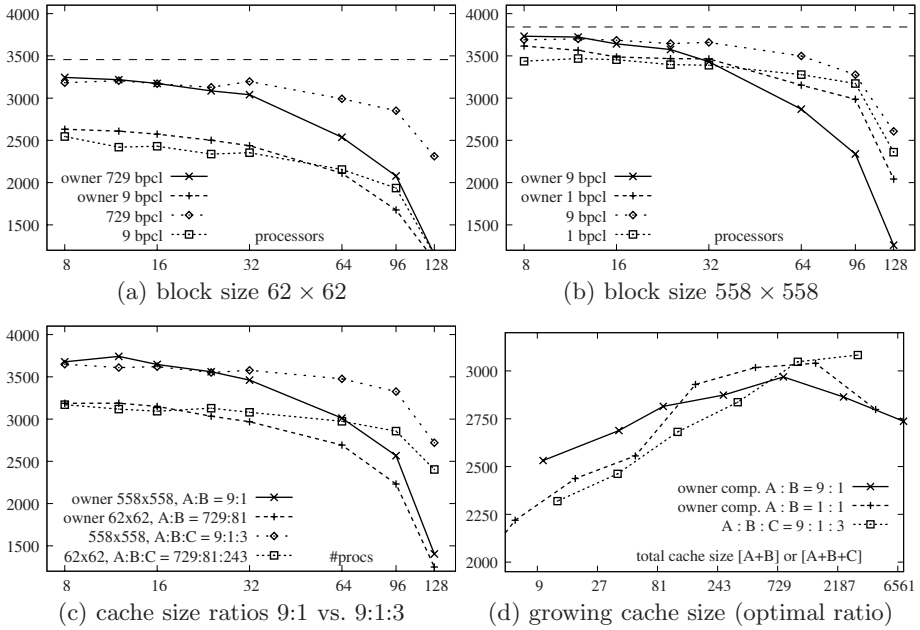 4000
3500
3000
2500
2000
1500
owner 729 bpcl
owner 9 bpcl
729 bpcl
9 bpcl
processors
8 16 32 64 96 128
(a) block size 62 × 62
4000
3500
3000
2500
2000
1500
owner 9 bpcl
owner 1 bpcl
9 bpcl
1 bpcl
processors
8 16 32 64 96 128
(b) block size 558 × 558
4000
3500
3000
2500
2000
1500
owner 558x558, A:B = 9:1
owner 62x62, A:B = 729:81
558x558, A:B:C = 9:1:3
62x62, A:B:C = 729:81:243
#procs
8 16 32 64 96 128
(c) cache size ratios 9:1 vs. 9:1:3
3000
2750
2500
2250
2000
owner comp. A : B = 9 : 1
owner comp. A : B = 1 : 1
A : B : C = 9 : 1 : 3
total cache size [A+B] or [A+B+C]
9 27 81 243 729 2187 6561
(d) growing cache size (optimal ratio)